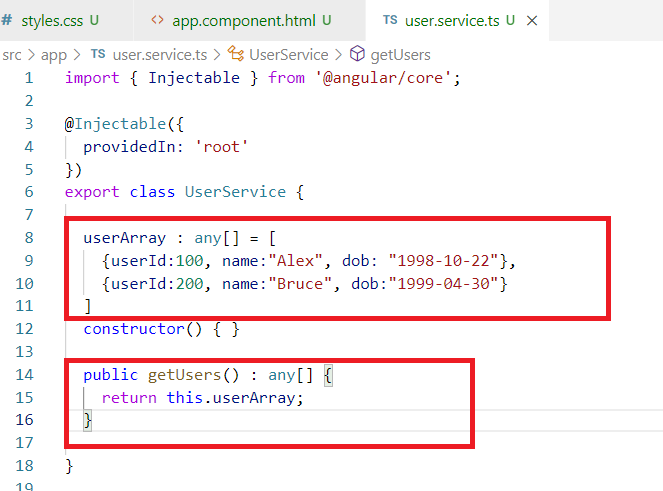 # styles.css U <> app.component.html U TS user.service.ts U ×
src > app > TS user.service.ts > UserService > getUsers
1 import { Injectable } from '@angular/core';
2
3 @Injectable({
4 providedIn: 'root'
5 })
6 export class UserService {
7
8 userArray : any[] = [
9 {userId:100, name:"Alex", dob: "1998-10-22"},
10 {userId:200, name:"Bruce", dob:"1999-04-30"}
11 ]
12 constructor() { }
13
14 public getUsers() : any[] {
15 return this.userArray;
16 }
17
18 }
19